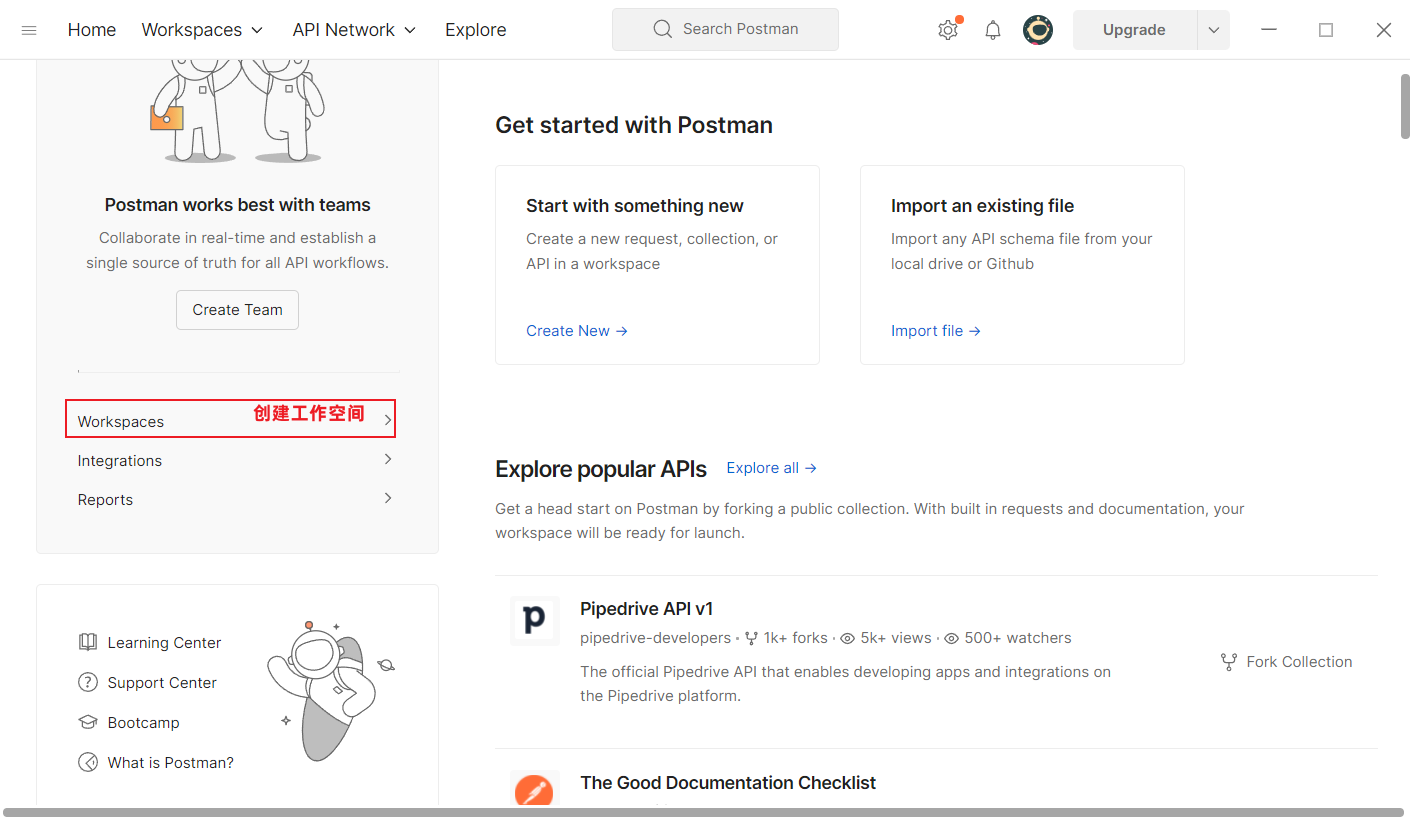 Home
Workspaces
API Network
Explore
Search Postman
Upgrade
Postman works best with teams
Collaborate in real-time and establish a
single source of truth for all API workflows.
Create Team
Workspaces
创建工作空间
Integrations
Reports
Learning Center
Support Center
Bootcamp
What is Postman?
Get started with Postman
Start with something new
Create a new request, collection, or
API in a workspace
Create New →
Import an existing file
Import any API schema file from your
local drive or Github
Import file →
Explore popular APIs
Explore all →
Get a head start on Postman by forking a public collection. With built in requests and documentation, your
workspace will be ready for launch.
p
Pipedrive API v1
pipedrive-developers · 1k+ forks · 5k+ views · 500+ watchers
The official Pipedrive API that enables developing apps and integrations on
the Pipedrive platform.
Fork Collection
The Good Documentation Checklist